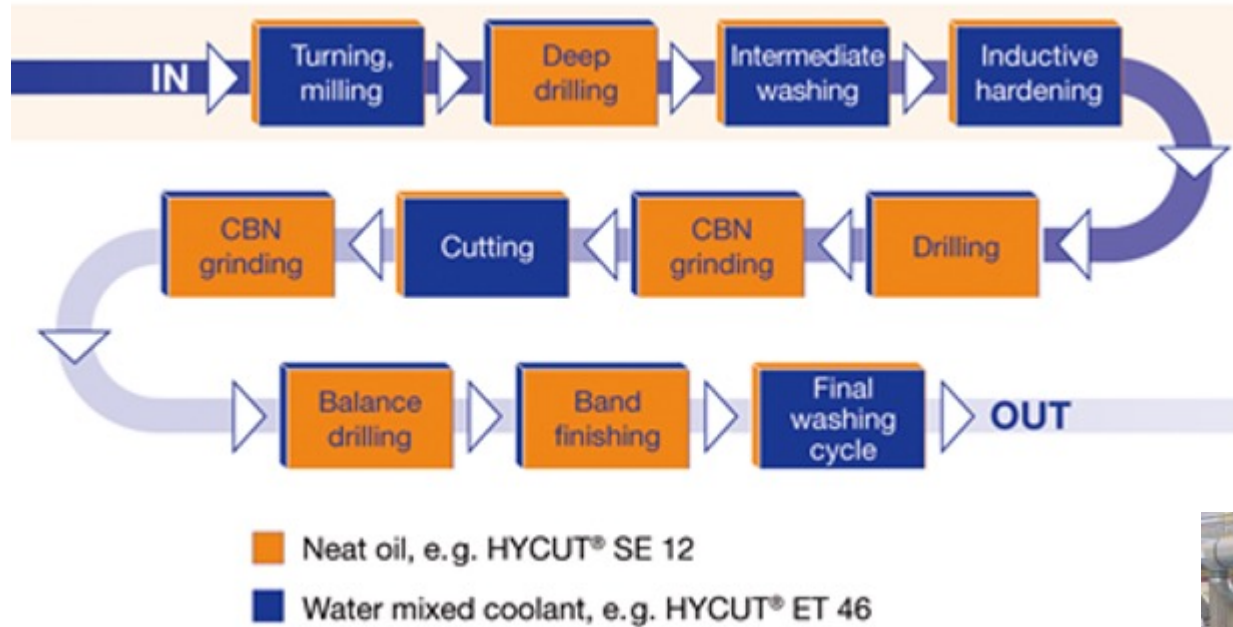 IN
Turning,
milling
Deep
drilling
Intermediate
washing
Inductive
hardening
Drilling
CBN
grinding
Cutting
CBN
grinding
Balance
drilling
Band
finishing
Final
washing
cycle
OUT
Neat oil, e.g. HYCUT® SE 12
Water mixed coolant, e.g. HYCUT® ET 46